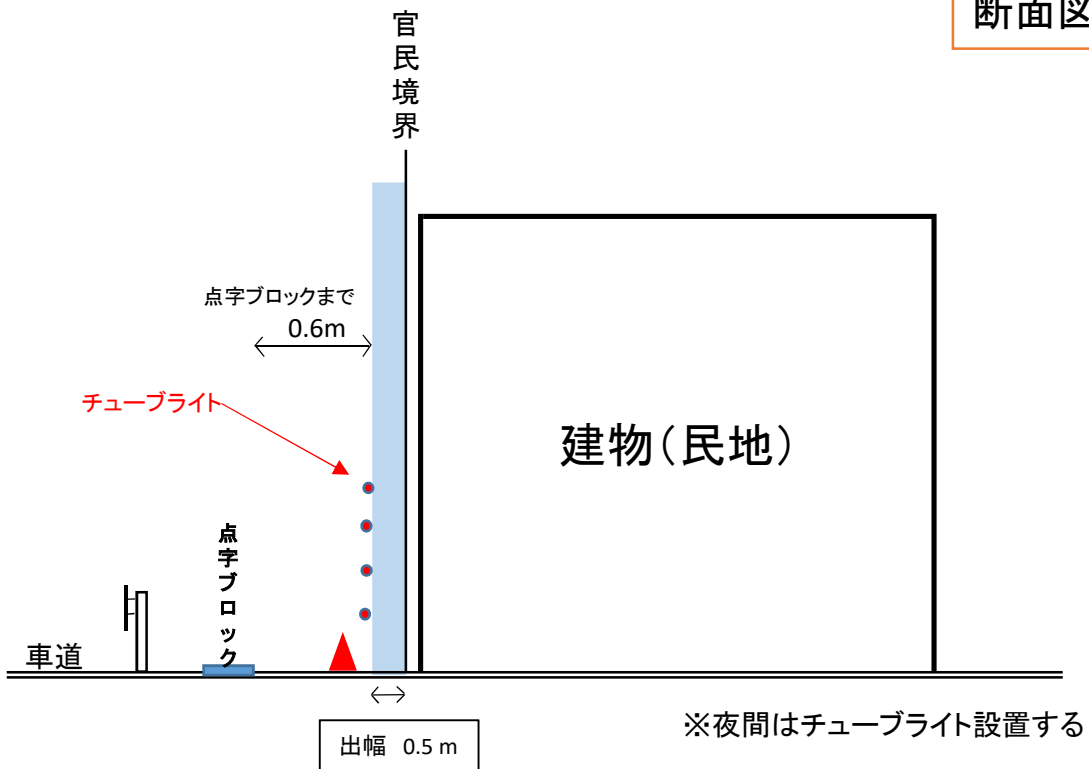 断面図
官民境界
点字ブロックまで
0.6m
チューブライト
建物（民地）
点字ブロック
車道
出幅 0.5 m
※夜間はチューブライト設置する